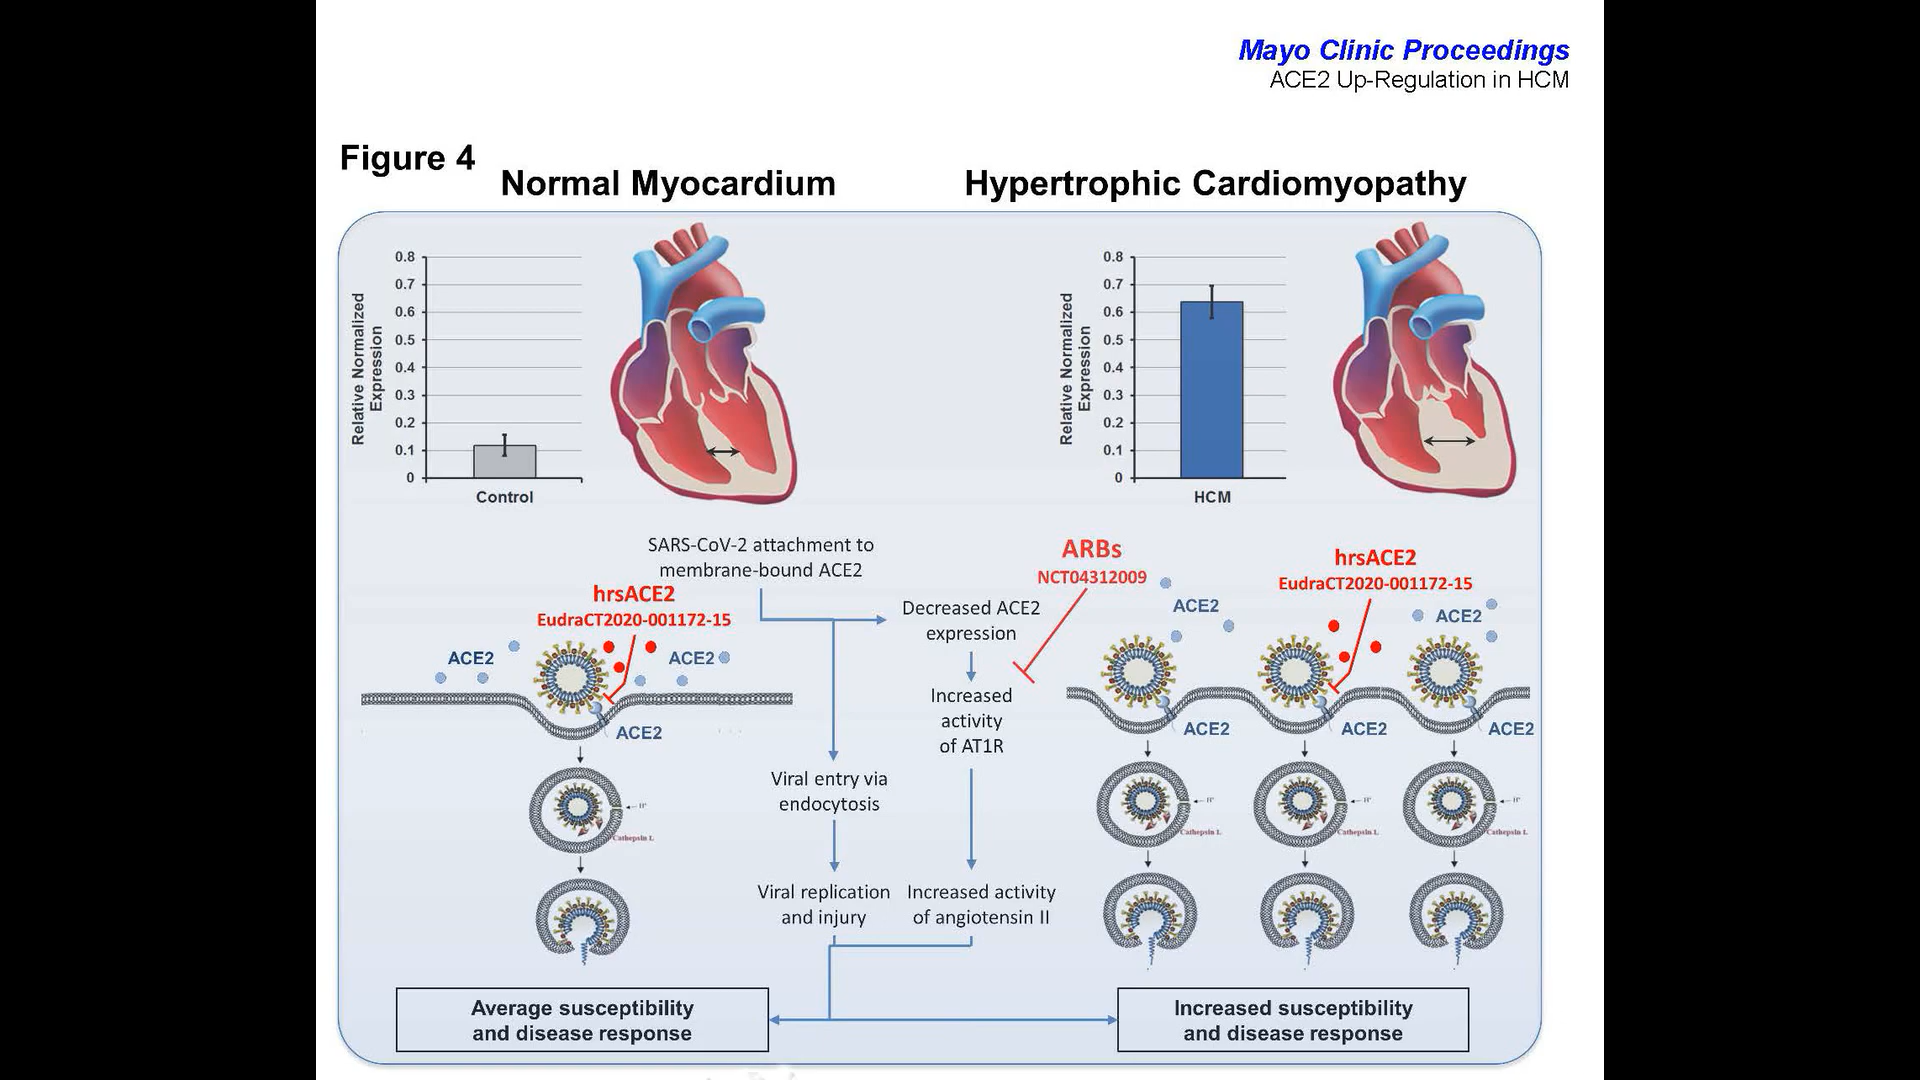 Mayo Clinic Proceedings
ACE2 Up-Regulation in HCM
Figure 4
Normal Myocardium
Hypertrophic Cardiomyopathy
Relative Normalized
Expression
0.8
0.7
0.6
0.5
0.4
0.3
0.2
0.1
0
Control
Relative Normalized
Expression
0.8
0.7
0.6
0.5
0.4
0.3
0.2
0.1
0
HCM
SARS-CoV-2 attachment to
membrane-bound ACE2
hrsACE2
EudraCT2020-001172-15
ACE2
ACE2
ACE2
H+
Cathepsin L
Decreased ACE2
expression
Increased
activity
of AT1R
Viral entry via
endocytosis
Viral replication
and injury
Increased activity
of angiotensin II
ARBs
NCT04312009
hrsACE2
EudraCT2020-001172-15
ACE2
ACE2
ACE2
ACE2
ACE2
H+
Cathepsin L
H+
Cathepsin L
H+
Cathepsin L
Average susceptibility
and disease response
Increased susceptibility
and disease response